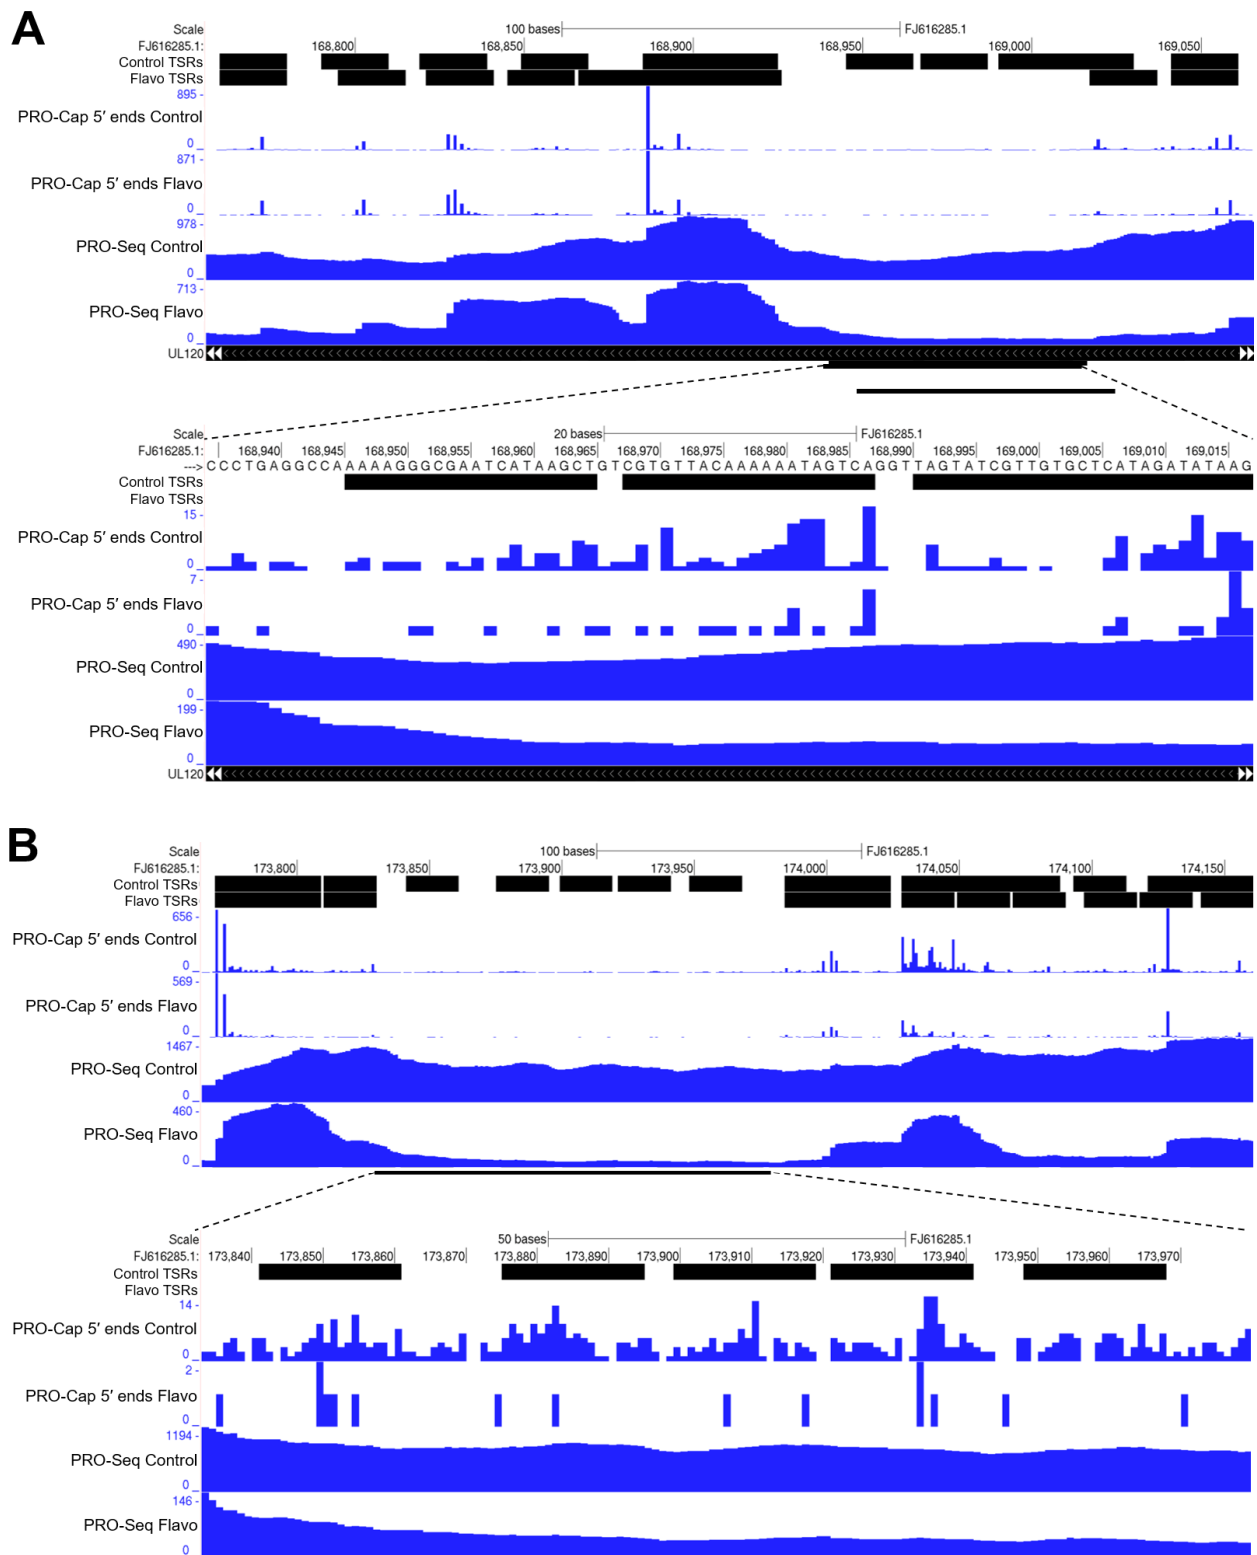 A
Scale 100 bases FJ616285.1
FJ616285.1: 168,800 168,850 168,900 168,950 169,000 169,050
Control TSRs
Flavo TSRs
895 -
PRO-Cap 5′ ends Control
0 _
871 -
PRO-Cap 5′ ends Flavo
0 _
978 -
PRO-Seq Control
0 _
713 -
PRO-Seq Flavo
0 _
UL120
Scale 20 bases FJ616285.1
FJ616285.1: 168,940 168,945 168,950 168,955 168,960 168,965 168,970 168,975 168,980 168,985 168,990 168,995 169,000 169,005 169,010 169,015
---> C C C T G A G G C C A A A A A G G G C G A A T C A T A A G C T G T C G T G T T A C A A A A A A T A G T C A G G T T A G T A T C G T T G T G C T C A T A G A T A T A A G
Control TSRs
Flavo TSRs
15 -
PRO-Cap 5′ ends Control
0 _
7 -
PRO-Cap 5′ ends Flavo
0 _
490 -
PRO-Seq Control
0 _
199 -
PRO-Seq Flavo
0 _
UL120
B
Scale 100 bases FJ616285.1
FJ616285.1: 173,800 173,850 173,900 173,950 174,000 174,050 174,100 174,150
Control TSRs
Flavo TSRs
656 -
PRO-Cap 5′ ends Control
0 _
569 -
PRO-Cap 5′ ends Flavo
0 _
1467 -
PRO-Seq Control
0 _
460 -
PRO-Seq Flavo
0 _
Scale 50 bases FJ616285.1
FJ616285.1: 173,840 173,850 173,860 173,870 173,880 173,890 173,900 173,910 173,920 173,930 173,940 173,950 173,960 173,970
Control TSRs
Flavo TSRs
14 -
PRO-Cap 5′ ends Control
0 _
2 -
PRO-Cap 5′ ends Flavo
0 _
1194 -
PRO-Seq Control
0 _
146 -
PRO-Seq Flavo
0